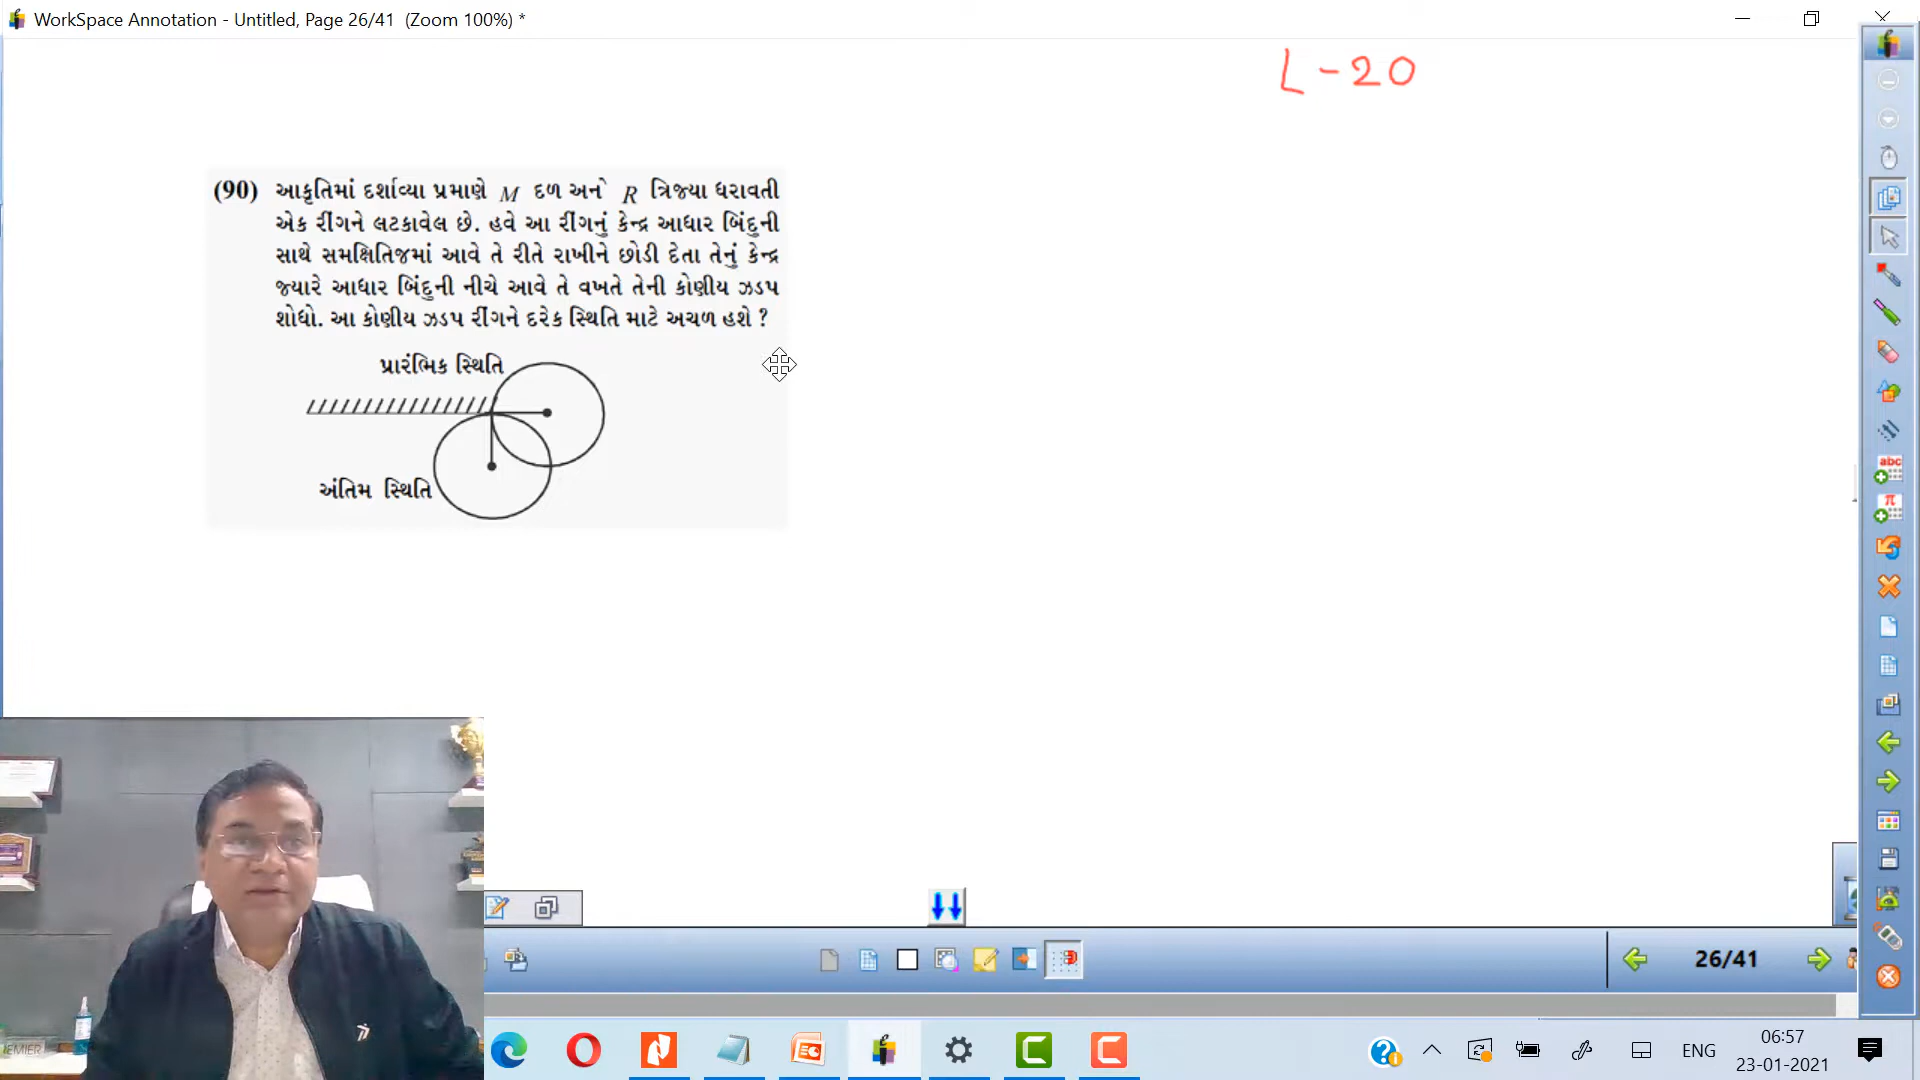 WorkSpace Annotation - Untitled, Page 26/41 (Zoom 100%) *
L-20
(90) આકૃતિમાં દર્શાવ્યા પ્રમાણે M દળ અને R ત્રિજ્યા ધરાવતી
એક રીંગને લટકાવેલ છે. હવે આ રીંગનું કેન્દ્ર આધાર બિંદુની
સાથે સમક્ષિતિજમાં આવે તે રીતે રાખીને છોડી દેતા તેનું કેન્દ્ર
જ્યારે આધાર બિંદુની નીચે આવે તે વખતે તેની કોણીય ઝડપ
શોધો. આ કોણીય ઝડપ રીંગને દરેક સ્થિતિ માટે અચળ હશે ?
પ્રારંભિક સ્થિતિ
અંતિમ સ્થિતિ
abc
π
26/41
EMIER
ENG
06:57
23-01-2021